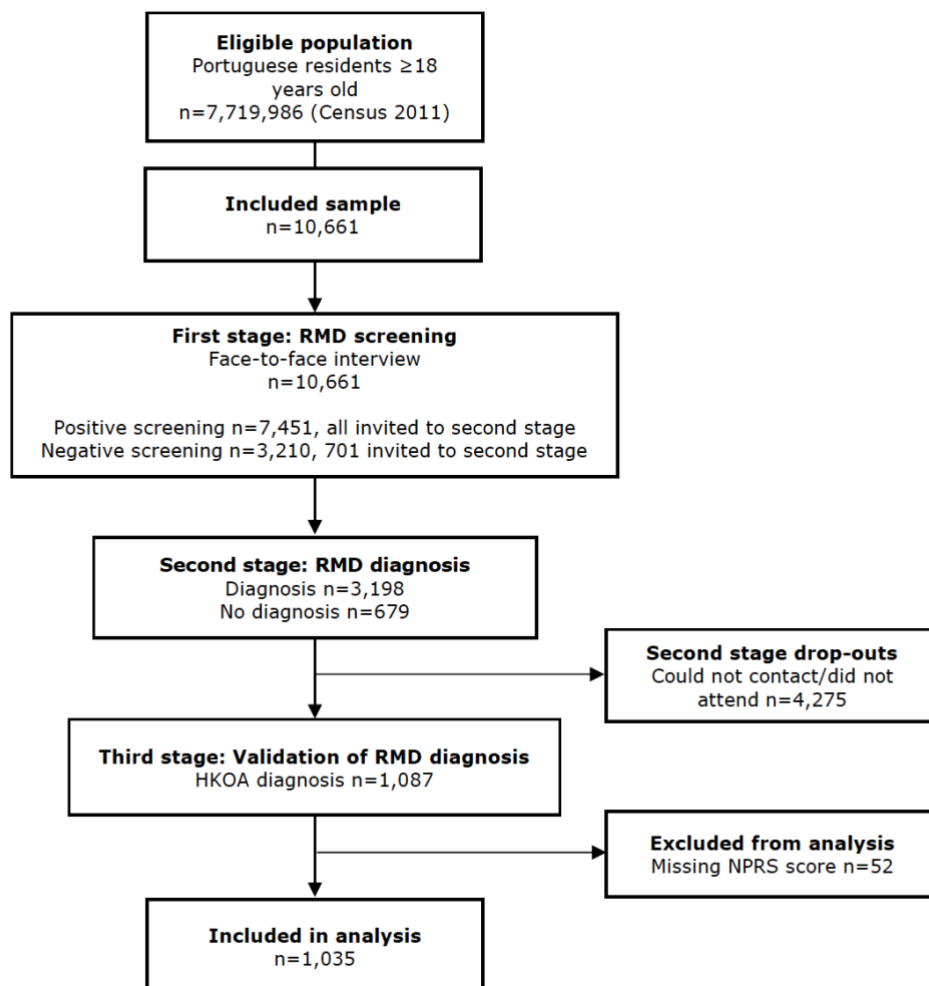 Eligible population
Portuguese residents ≥18
years old
n=7,719,986 (Census 2011)
Included sample
n=10,661
First stage: RMD screening
Face-to-face interview
n=10,661
Positive screening n=7,451, all invited to second stage
Negative screening n=3,210, 701 invited to second stage
Second stage: RMD diagnosis
Diagnosis n=3,198
No diagnosis n=679
Second stage drop-outs
Could not contact/did not
attend n=4,275
Third stage: Validation of RMD diagnosis
HKOA diagnosis n=1,087
Excluded from analysis
Missing NPRS score n=52
Included in analysis
n=1,035